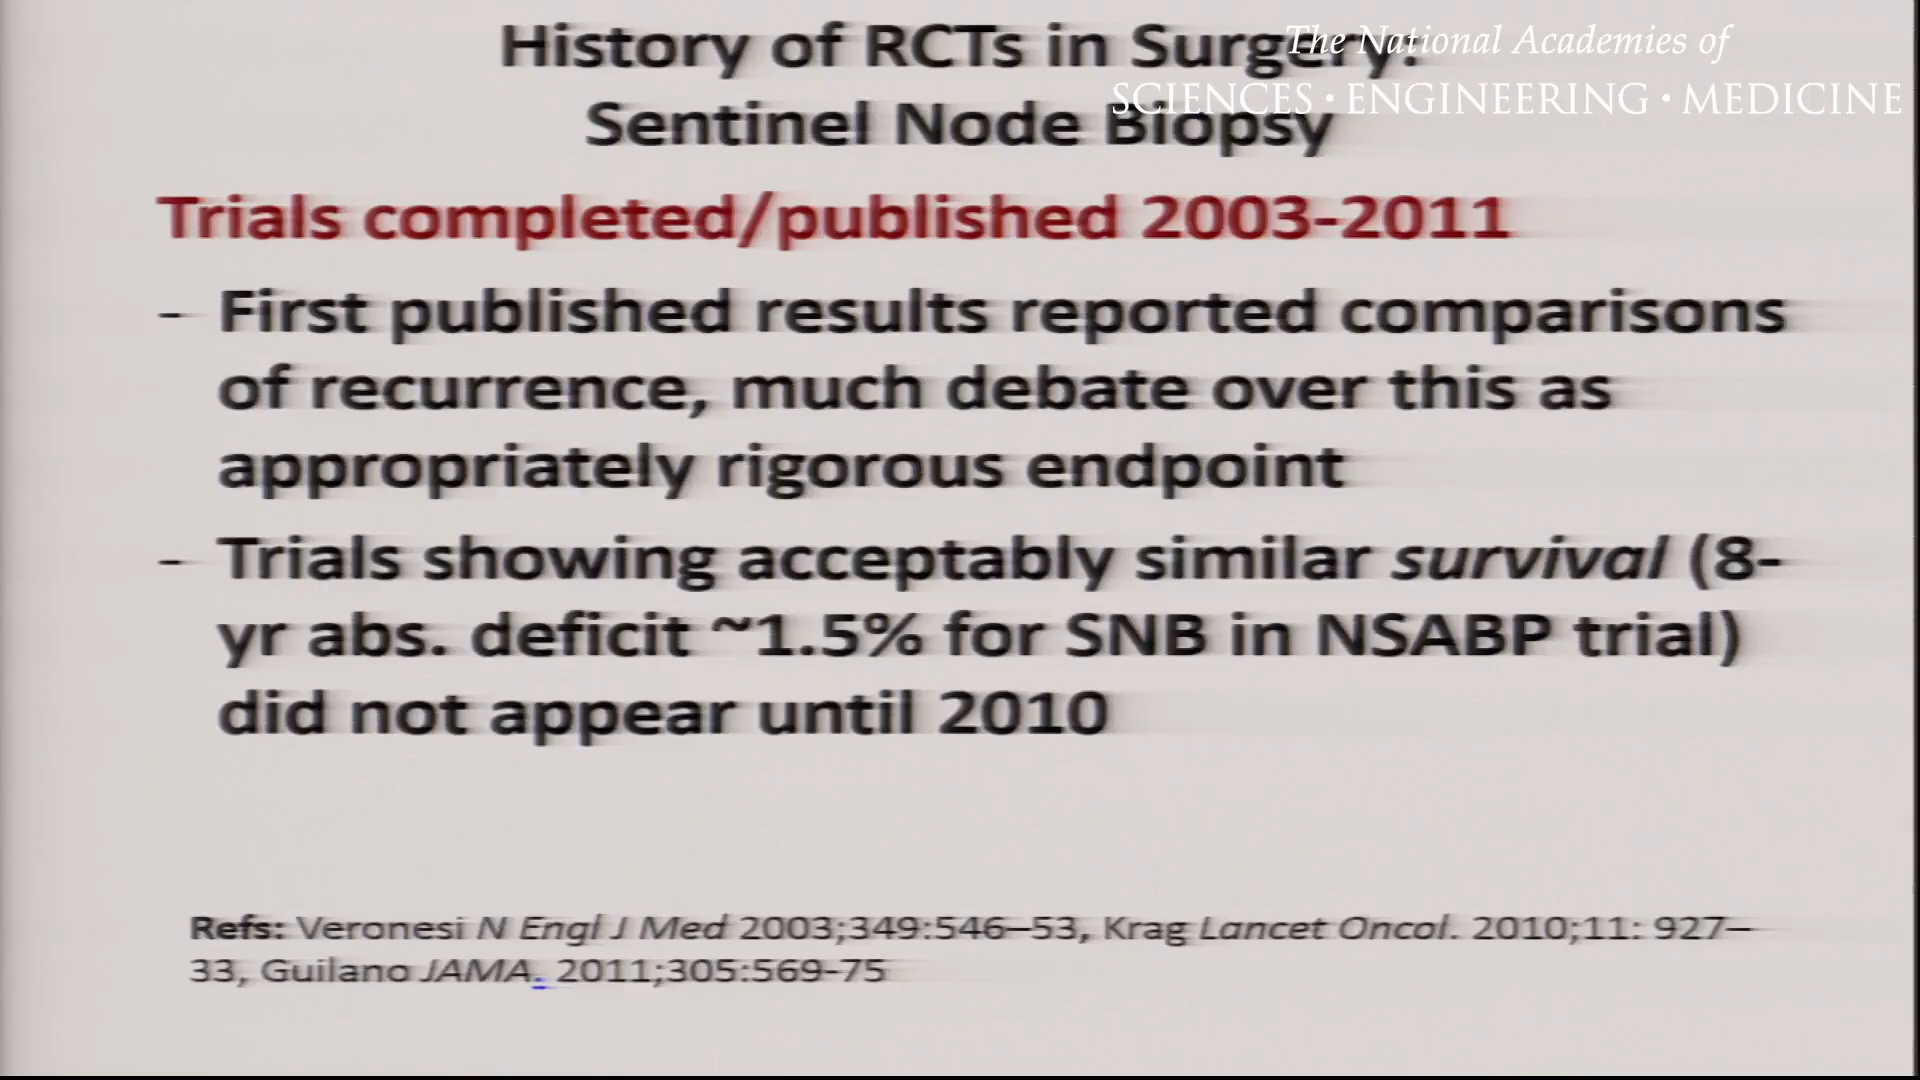 History of RCTs in Surgery:
Sentinel Node Biopsy
The National Academies of
SCIENCES • ENGINEERING • MEDICINE
Trials completed/published 2003-2011
- First published results reported comparisons
of recurrence, much debate over this as
appropriately rigorous endpoint
- Trials showing acceptably similar survival (8-
yr abs. deficit ~1.5% for SNB in NSABP trial)
did not appear until 2010
Refs: Veronesi N Engl J Med 2003;349:546–53, Krag Lancet Oncol. 2010;11: 927–
33, Guilano JAMA. 2011;305:569-75